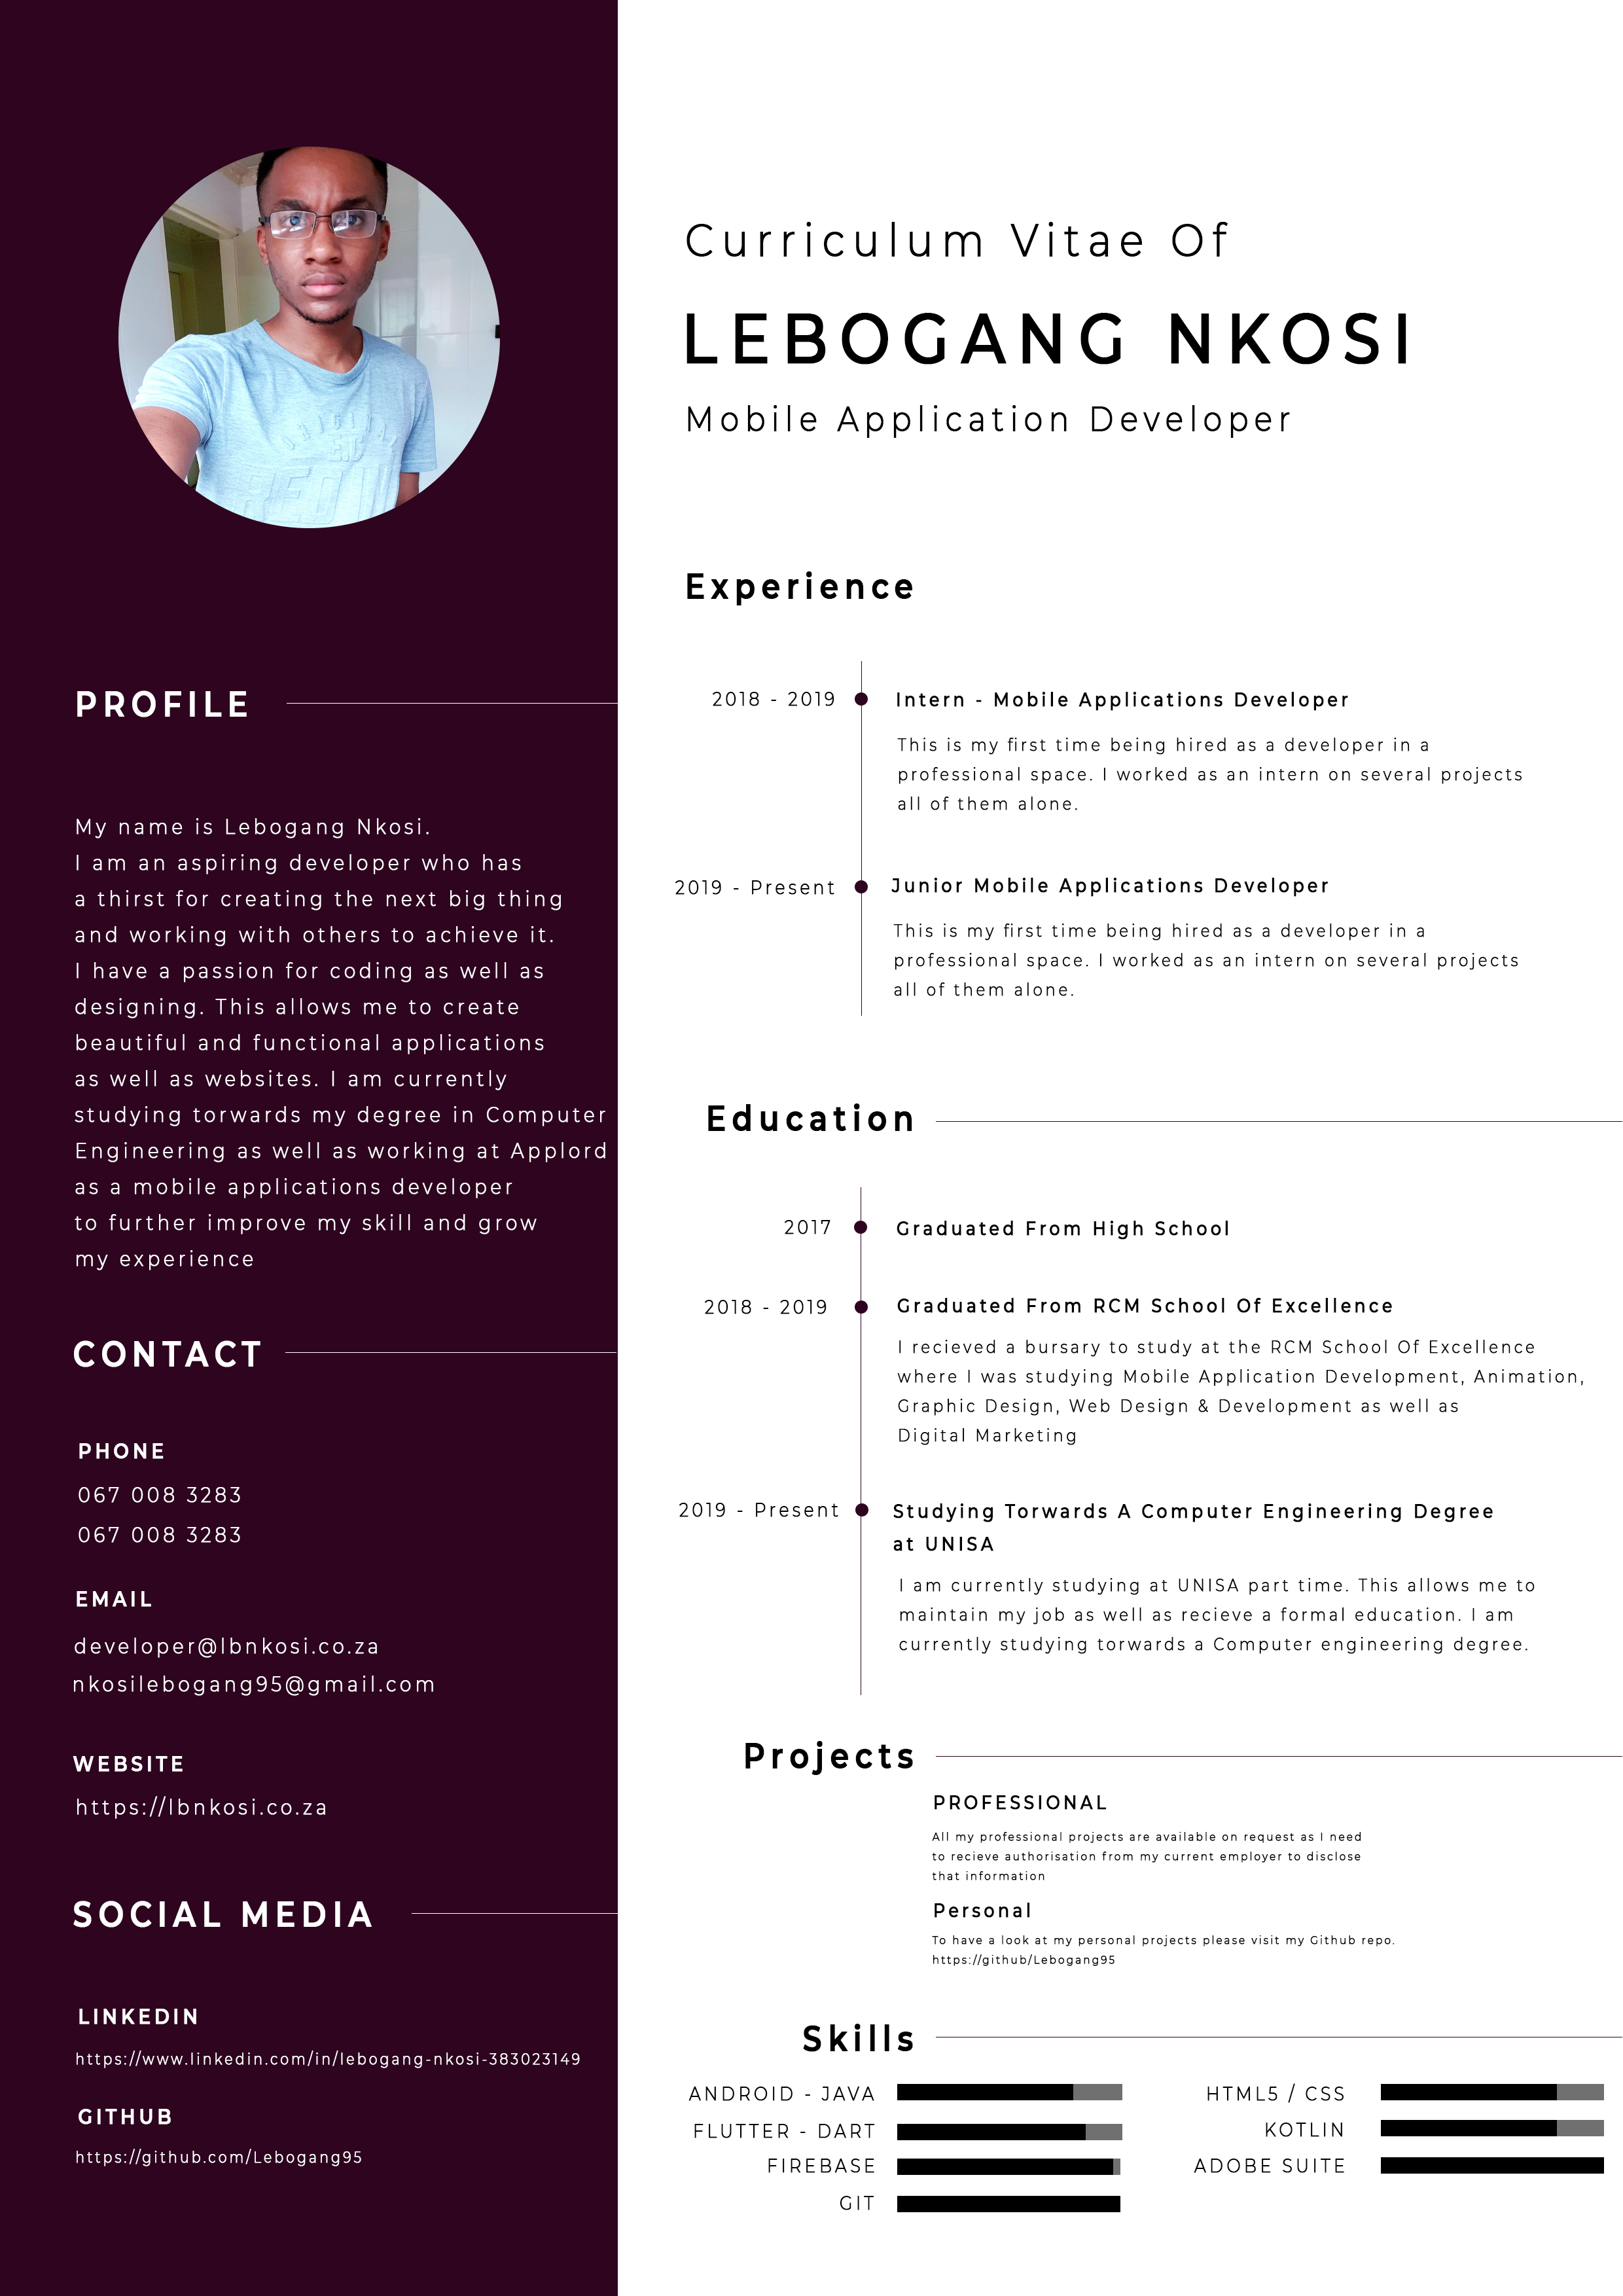 Curriculum Vitae Of
LEBOGANG NKOSI
Mobile Application Developer
PROFILE
My name is Lebogang Nkosi.
I am an aspiring developer who has
a thirst for creating the next big thing
and working with others to achieve it.
I have a passion for coding as well as
designing. This allows me to create
beautiful and functional applications
as well as websites. I am currently
studying torwards my degree in Computer
Engineering as well as working at Applord
as a mobile applications developer
to further improve my skill and grow
my experience
CONTACT
PHONE
067 008 3283
067 008 3283
EMAIL
developer@lbnkosi.co.za
nkosilebogang95@gmail.com
WEBSITE
https://lbnkosi.co.za
SOCIAL MEDIA
LINKEDIN
https://www.linkedin.com/in/lebogang-nkosi-383023149
GITHUB
https://github.com/Lebogang95
Experience
2018 - 2019 Intern - Mobile Applications Developer
This is my first time being hired as a developer in a
professional space. I worked as an intern on several projects
all of them alone.
2019 - Present Junior Mobile Applications Developer
This is my first time being hired as a developer in a
professional space. I worked as an intern on several projects
all of them alone.
Education
2017 Graduated From High School
2018 - 2019 Graduated From RCM School Of Excellence
I recieved a bursary to study at the RCM School Of Excellence
where I was studying Mobile Application Development, Animation,
Graphic Design, Web Design & Development as well as
Digital Marketing
2019 - Present Studying Torwards A Computer Engineering Degree
at UNISA
I am currently studying at UNISA part time. This allows me to
maintain my job as well as recieve a formal education. I am
currently studying torwards a Computer engineering degree.
Projects
PROFESSIONAL
All my professional projects are available on request as I need
to recieve authorisation from my current employer to disclose
that information
Personal
To have a look at my personal projects please visit my Github repo.
https://github/Lebogang95
Skills
ANDROID - JAVA
FLUTTER - DART
FIREBASE
GIT
HTML5 / CSS
KOTLIN
ADOBE SUITE